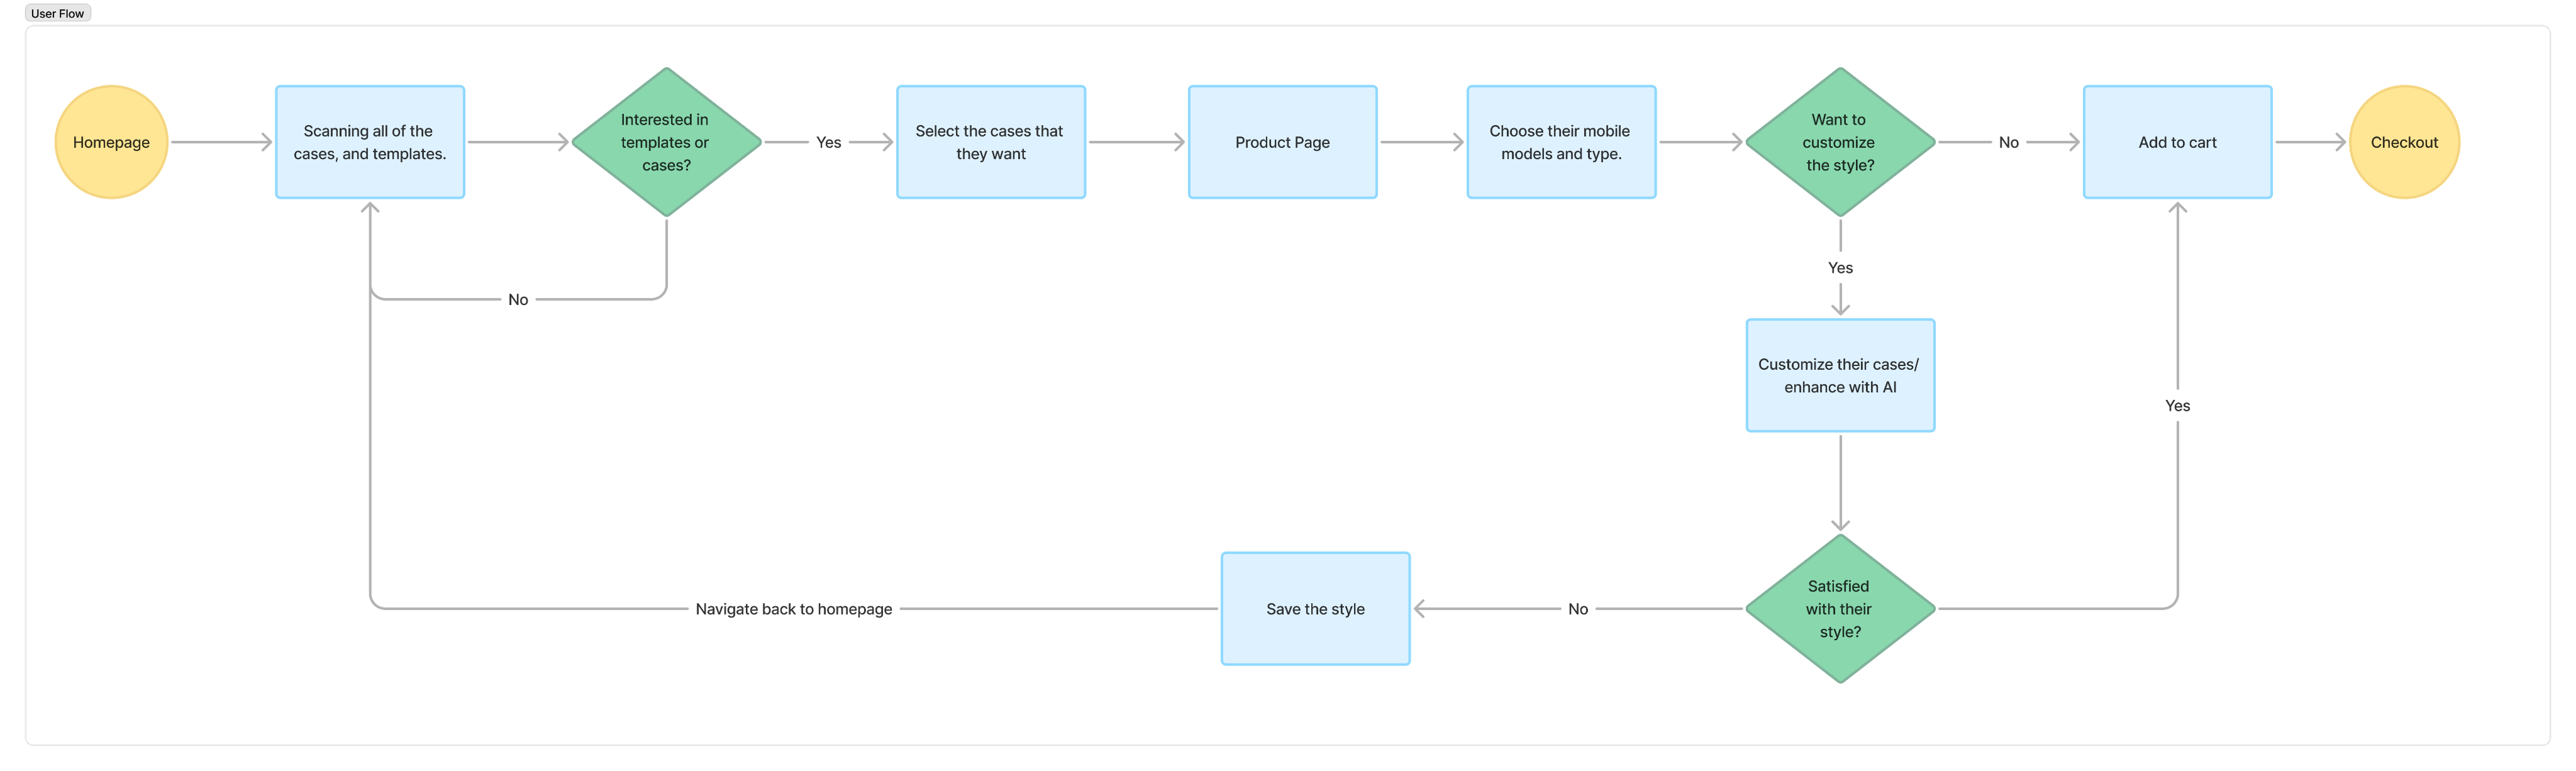 User Flow
Homepage
Scanning all of the
cases, and templates.
Interested in
templates or
cases?
Yes
Select the cases that
they want
Product Page
Choose their mobile
models and type.
Want to
customize
the style?
No
Add to cart
Checkout
No
Yes
Customize their cases/
enhance with AI
Yes
Satisfied
with their
style?
No
Save the style
Navigate back to homepage